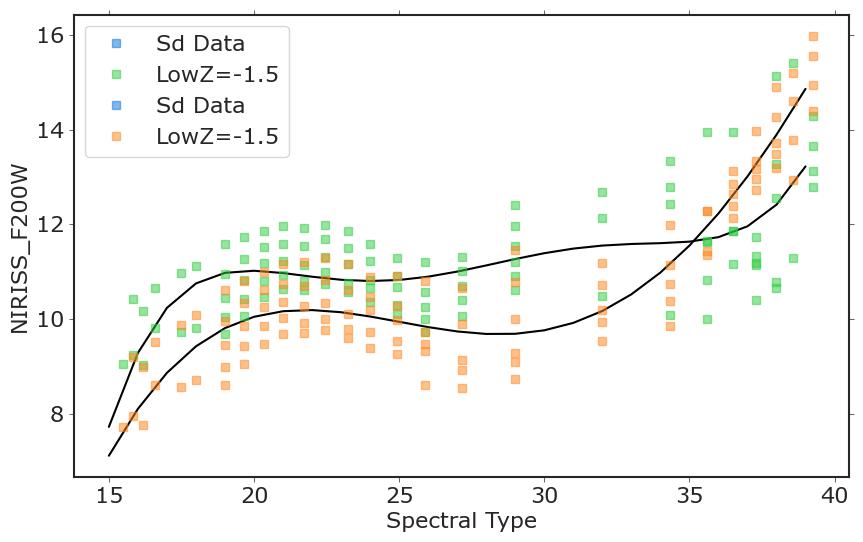 16
14
12
10
8
NIRISS_F200W
Sd Data
LowZ=-1.5
Sd Data
LowZ=-1.5
15 20 25 30 35 40
Spectral Type